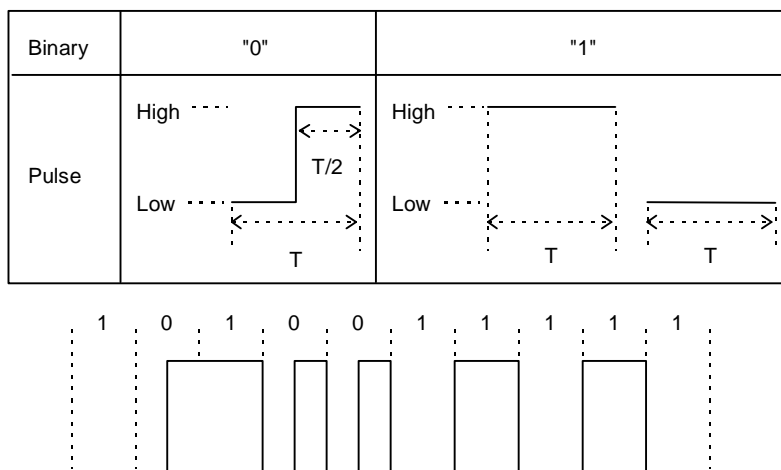 Binary "0" "1"
High High
T/2
Pulse
Low Low
T T T
1 0 1 0 0 1 1 1 1 1